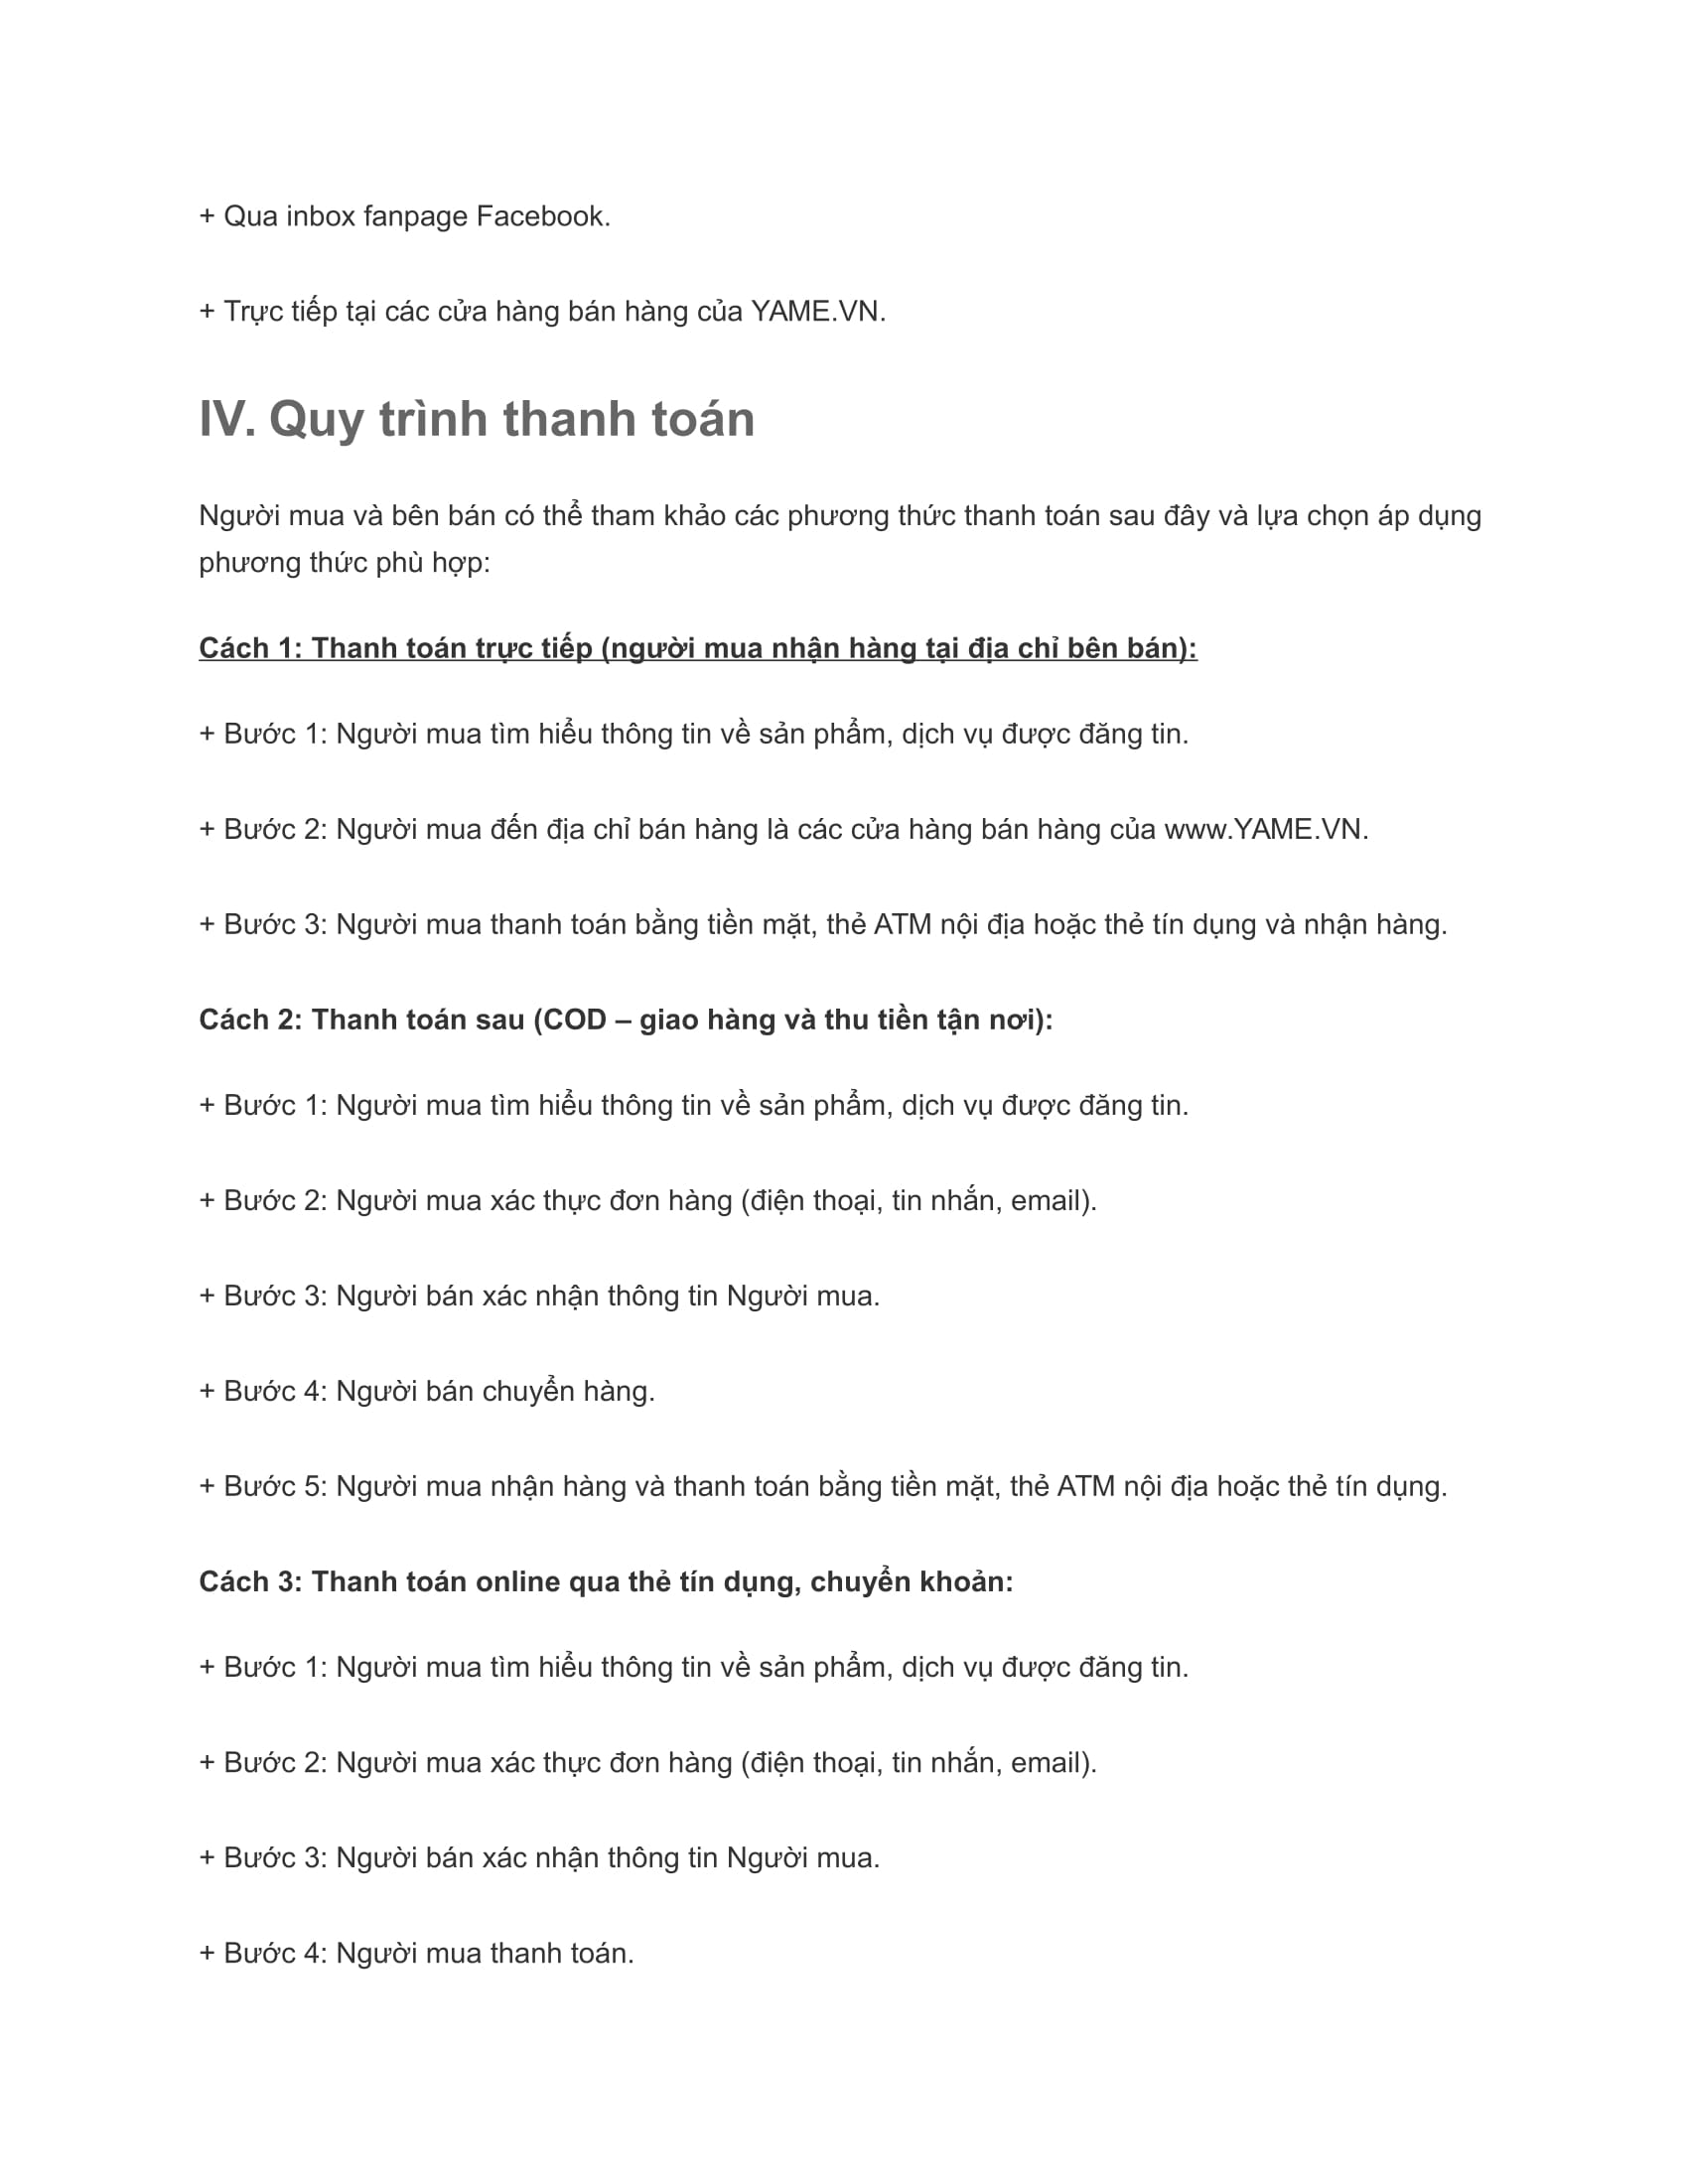 + Qua inbox fanpage Facebook.
+ Trực tiếp tại các cửa hàng bán hàng của YAME.VN.
IV. Quy trình thanh toán
Người mua và bên bán có thể tham khảo các phương thức thanh toán sau đây và lựa chọn áp dụng
phương thức phù hợp:
Cách 1: Thanh toán trực tiếp (người mua nhận hàng tại địa chỉ bên bán):
+ Bước 1: Người mua tìm hiểu thông tin về sản phẩm, dịch vụ được đăng tin.
+ Bước 2: Người mua đến địa chỉ bán hàng là các cửa hàng bán hàng của www.YAME.VN.
+ Bước 3: Người mua thanh toán bằng tiền mặt, thẻ ATM nội địa hoặc thẻ tín dụng và nhận hàng.
Cách 2: Thanh toán sau (COD – giao hàng và thu tiền tận nơi):
+ Bước 1: Người mua tìm hiểu thông tin về sản phẩm, dịch vụ được đăng tin.
+ Bước 2: Người mua xác thực đơn hàng (điện thoại, tin nhắn, email).
+ Bước 3: Người bán xác nhận thông tin Người mua.
+ Bước 4: Người bán chuyển hàng.
+ Bước 5: Người mua nhận hàng và thanh toán bằng tiền mặt, thẻ ATM nội địa hoặc thẻ tín dụng.
Cách 3: Thanh toán online qua thẻ tín dụng, chuyển khoản:
+ Bước 1: Người mua tìm hiểu thông tin về sản phẩm, dịch vụ được đăng tin.
+ Bước 2: Người mua xác thực đơn hàng (điện thoại, tin nhắn, email).
+ Bước 3: Người bán xác nhận thông tin Người mua.
+ Bước 4: Người mua thanh toán.